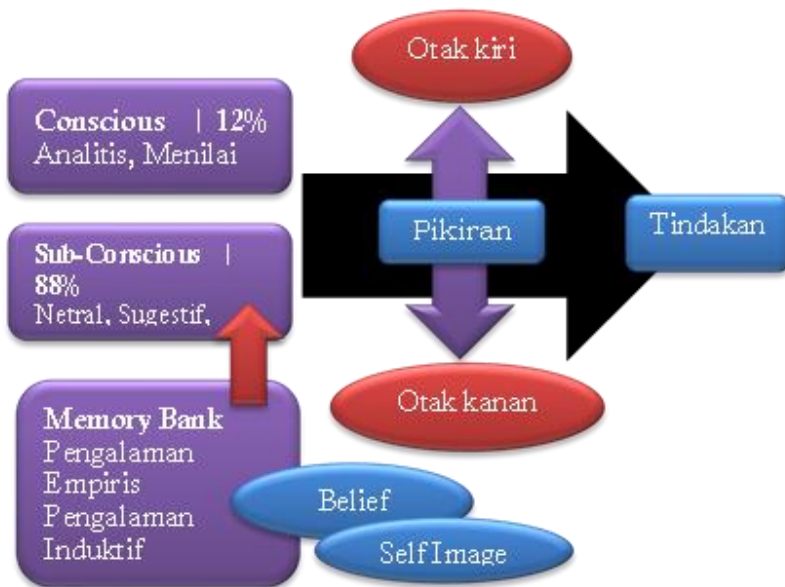 Otak kiri
Conscious | 12%
Analitis, Menilai
Pikiran
Tindakan
Sub-Conscious |
88%
Netral, Sugestif,
Otak kanan
Memory Bank
Pengalaman
Empiris
Pengalaman
Induktif
Belief
Self Image